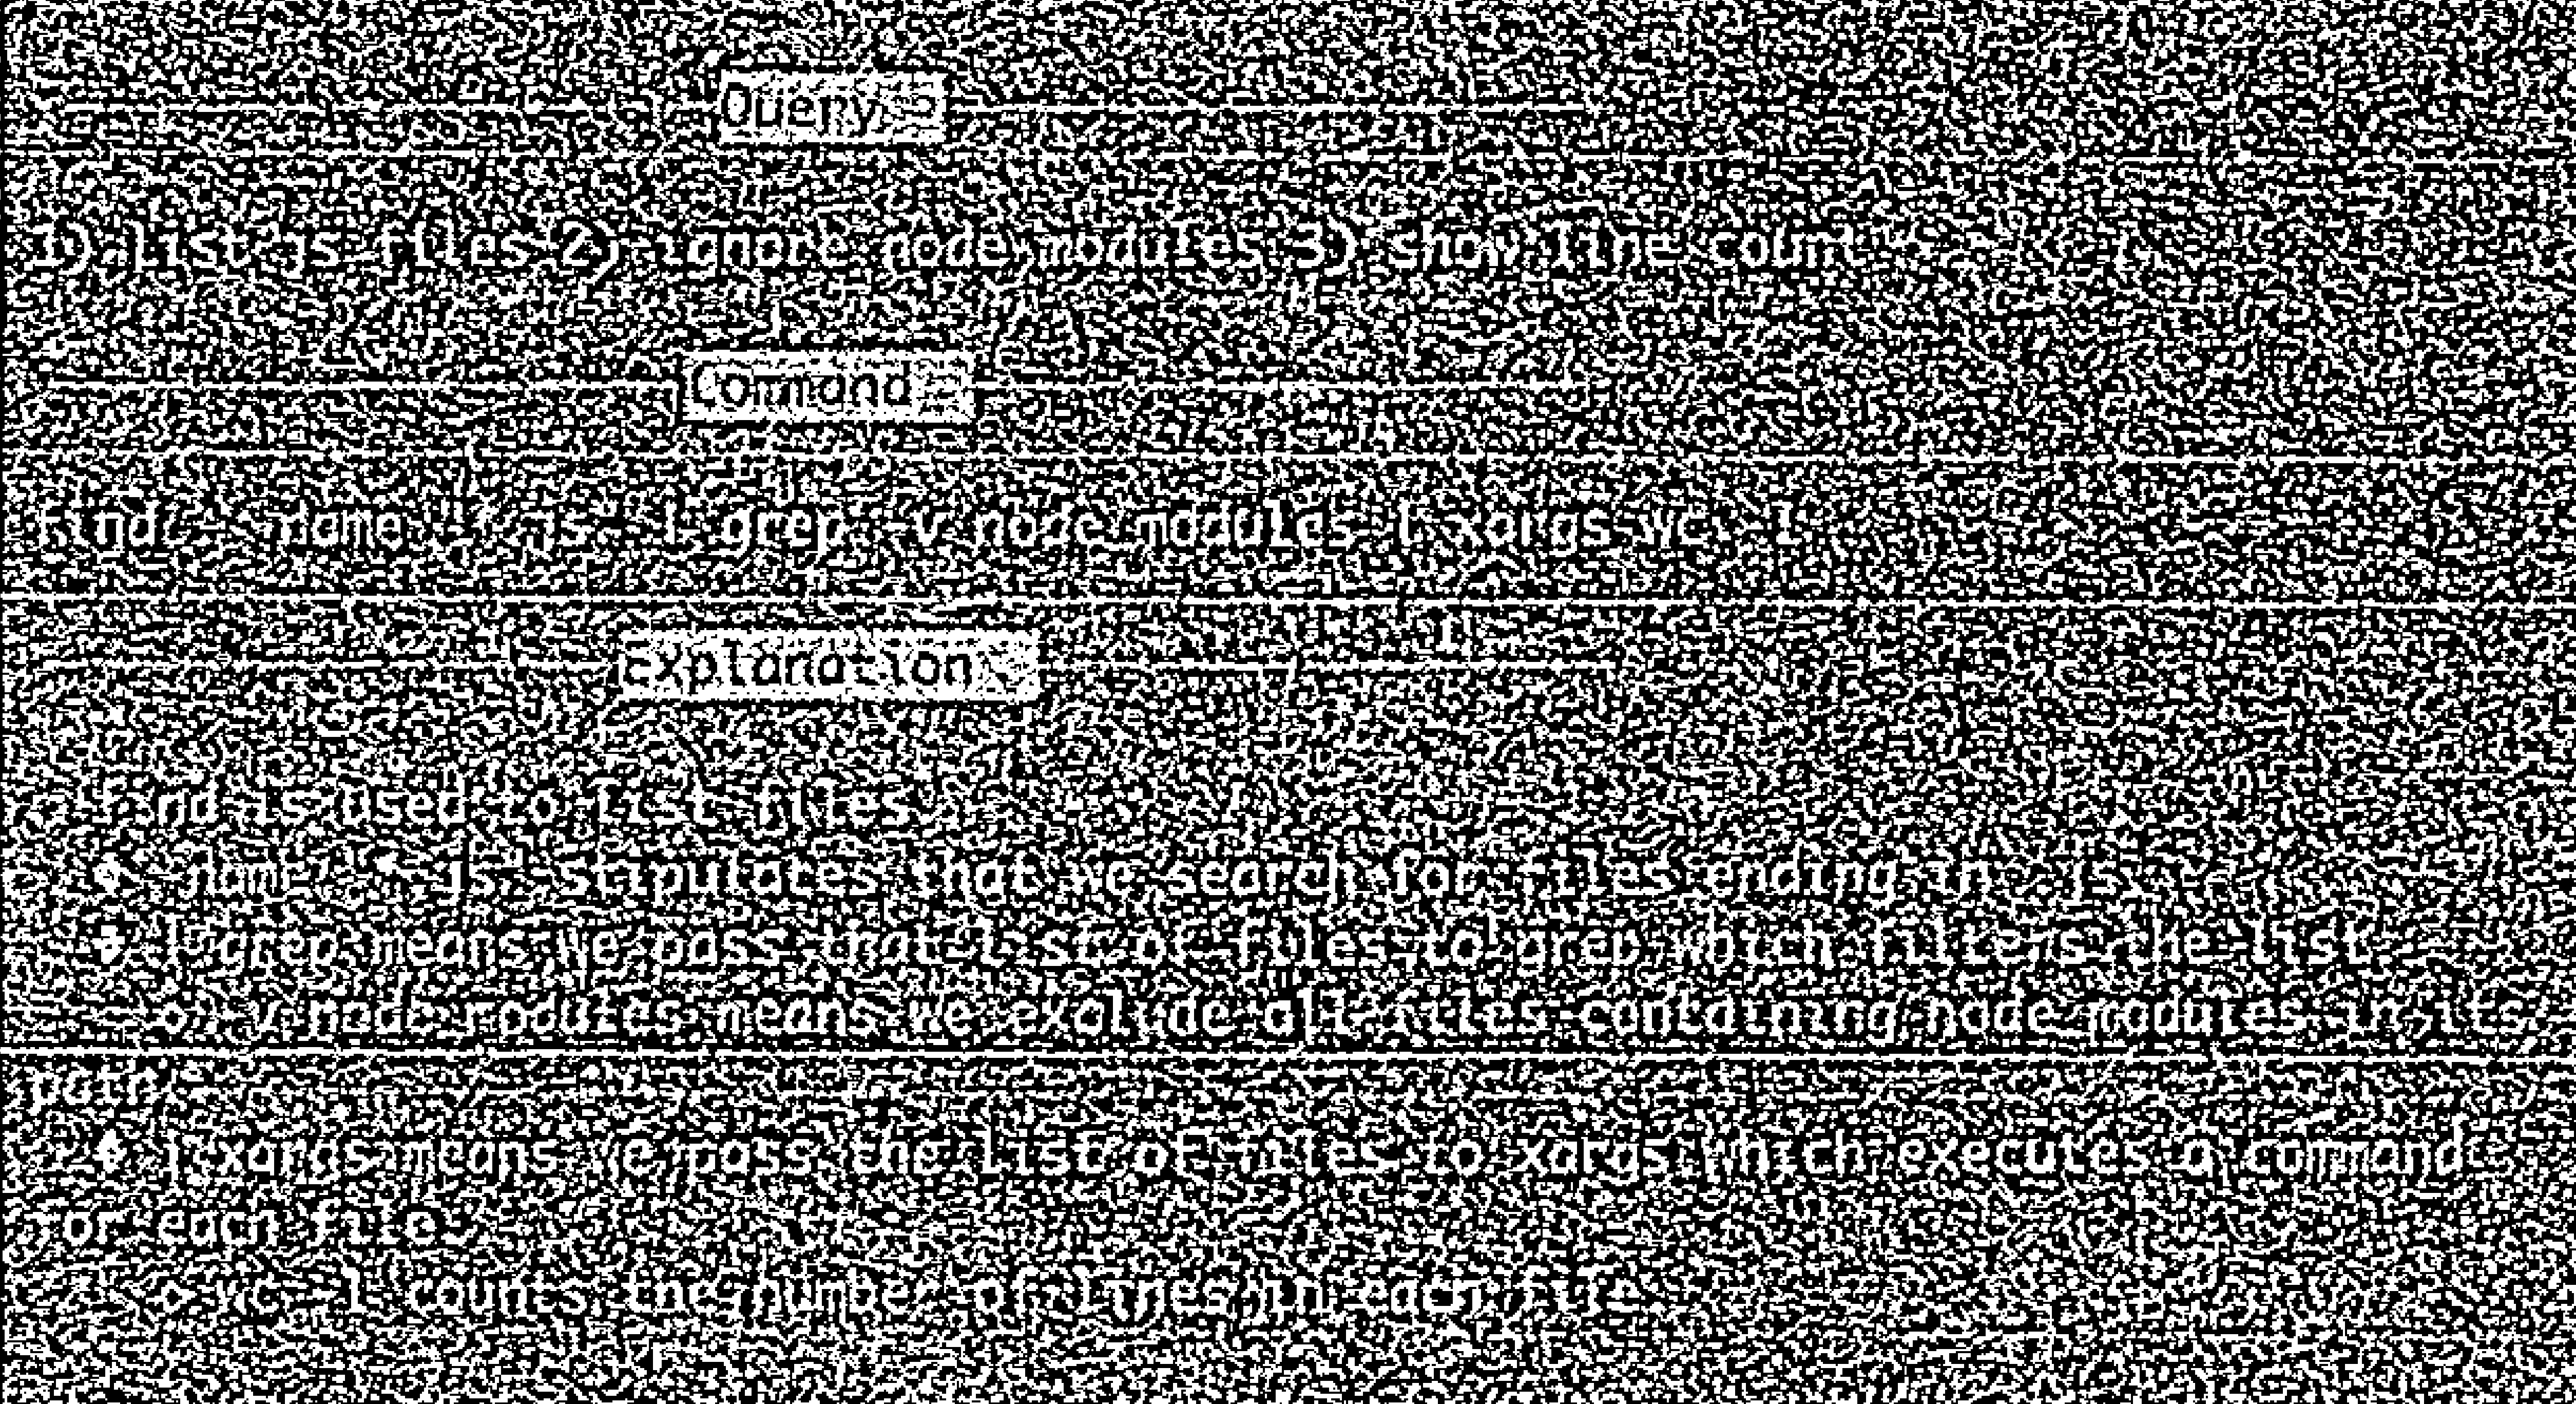 Query
1) list js files 2) ignore node_modules 3) show line count
Command
find . -name "*.js" | grep -v node_modules | xargs wc -l
Explanation
find is used to list files
-name "*.js" stipulates that we search for files ending in .js
| grep means we pass that list of files to grep which filters the list
-v node_modules means we exclude all files containing node_modules in its
path
| xargs means we pass the list of files to xargs which executes a command
for each file
wc -l counts the number of lines in each file